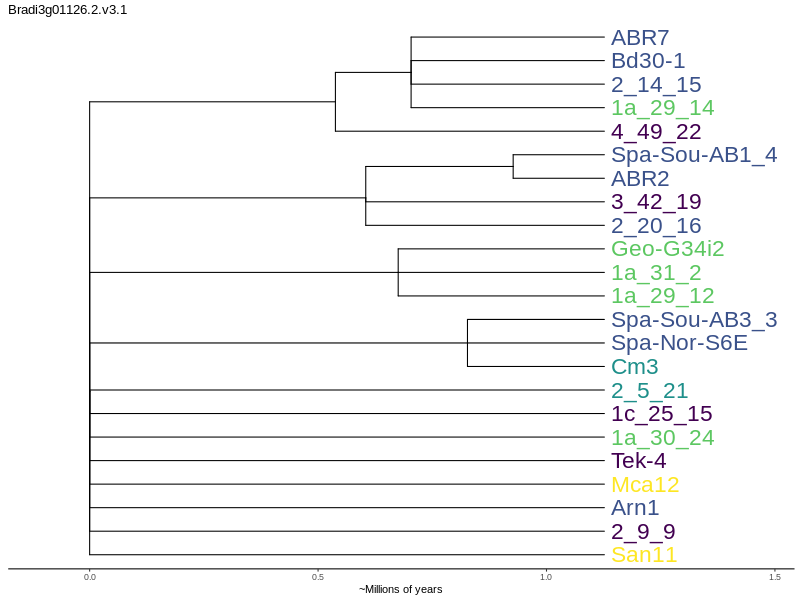 Bradi3g01126.2.v3.1
ABR7
Bd30-1
2_14_15
1a_29_14
4_49_22
Spa-Sou-AB1_4
ABR2
3_42_19
2_20_16
Geo-G34i2
1a_31_2
1a_29_12
Spa-Sou-AB3_3
Spa-Nor-S6E
Cm3
2_5_21
1c_25_15
1a_30_24
Tek-4
Mca12
Arn1
2_9_9
San11
0.0 0.5 1.0 1.5
~Millions of years